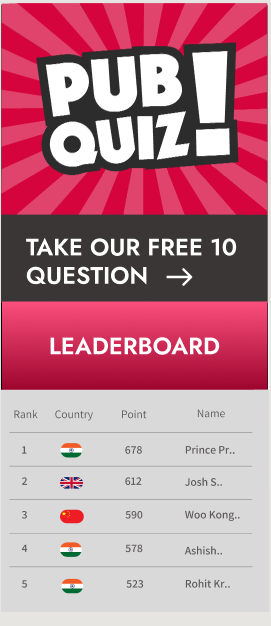 PUB
QUIZ!
TAKE OUR FREE 10
QUESTION →
LEADERBOARD
Rank Country Point Name
1 678 Prince Pr..
2 612 Josh S..
3 590 Woo Kong..
4 578 Ashish..
5 523 Rohit Kr..